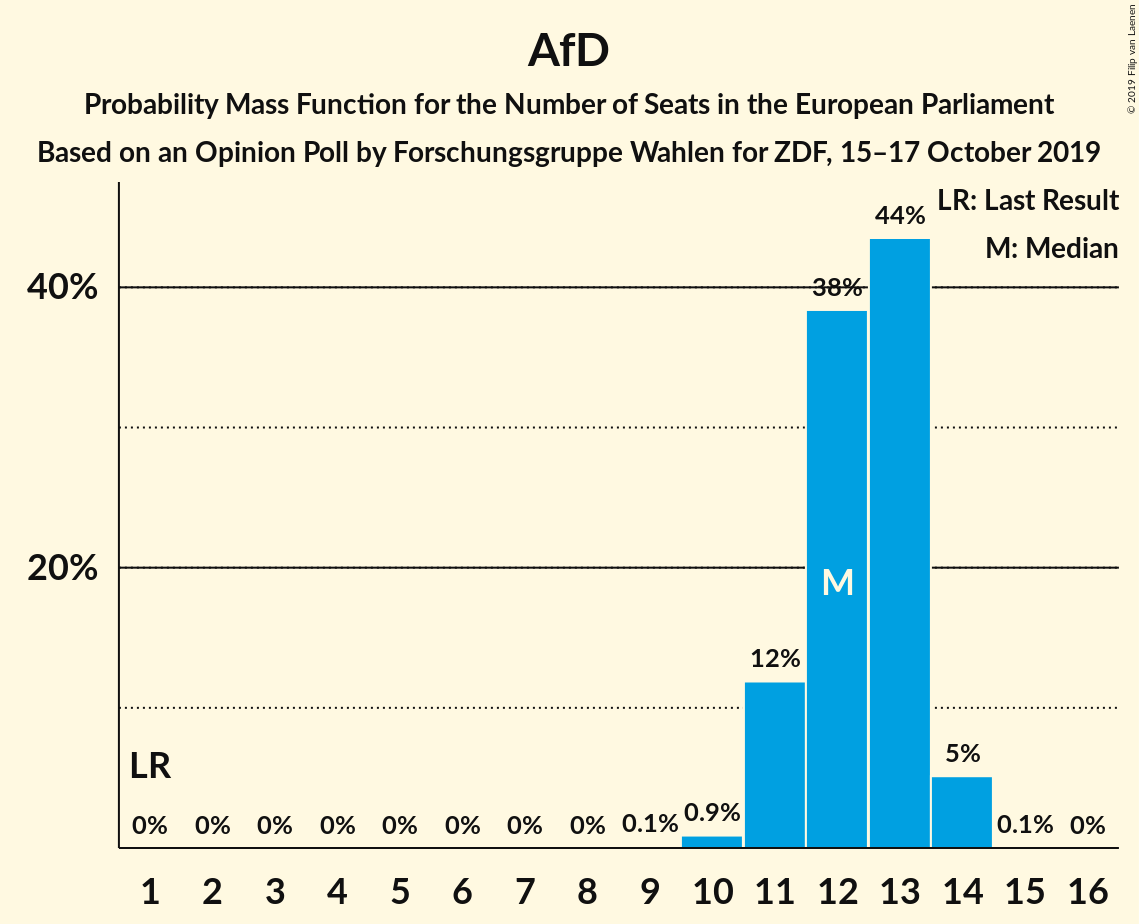 AfD
Probability Mass Function for the Number of Seats in the European Parliament
Based on an Opinion Poll by Forschungsgruppe Wahlen for ZDF, 15–17 October 2019
© 2019 Filip van Laenen
LR: Last Result
M: Median
44%
40%
38%
20%
M
12%
LR
5%
0% 0% 0% 0% 0% 0% 0% 0% 0.1% 0.9% 0.1% 0%
1 2 3 4 5 6 7 8 9 10 11 12 13 14 15 16